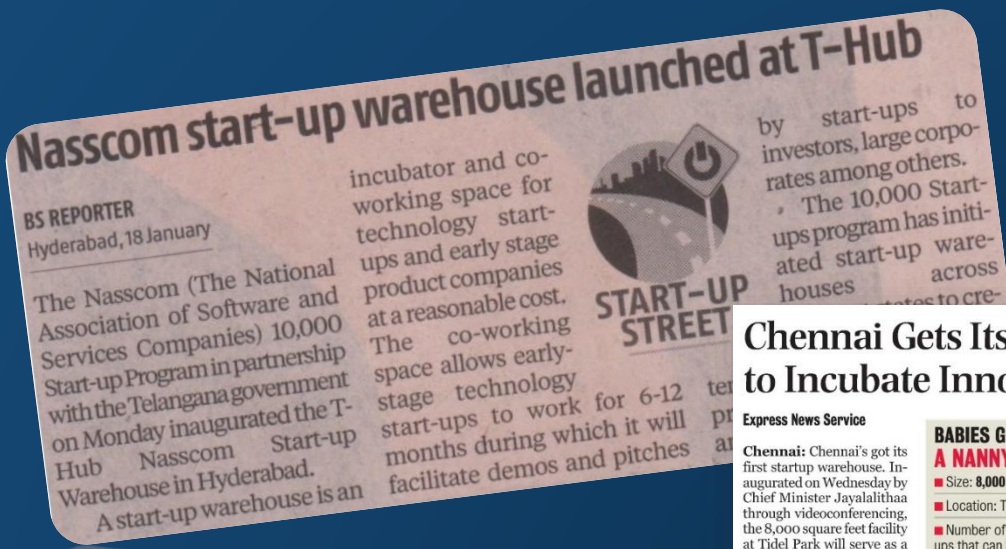 Nasscom start-up warehouse launched at T-Hub
BS REPORTER
Hyderabad, 18 January
The Nasscom (The National
Association of Software and
Services Companies) 10,000
Start-up Program in partnership
with the Telangana government
on Monday inaugurated the T-
Hub Nasscom Start-up
Warehouse in Hyderabad.
A start-up warehouse is an
incubator and co-
working space for
technology start-
ups and early stage
product companies
at a reasonable cost.
The co-working
space allows early-
stage technology
start-ups to work for 6-12
months during which it will
facilitate demos and pitches
START-UP
STREET
by start-ups to
investors, large corpo-
rates among others.
The 10,000 Start-
ups program has initi-
ated start-up ware-
houses across
to cre-
Chennai Gets Its
to Incubate
Express News Service
Chennai: Chennai's got its
first startup warehouse. In-
augurated on Wednesday by
Chief Minister Jayalalithaa
through videoconferencing,
the 8,000 square feet facility
at Tidel Park will serve as a
BABIES
A NANNY
Size: 8,000
Location:
Number of
ups that can